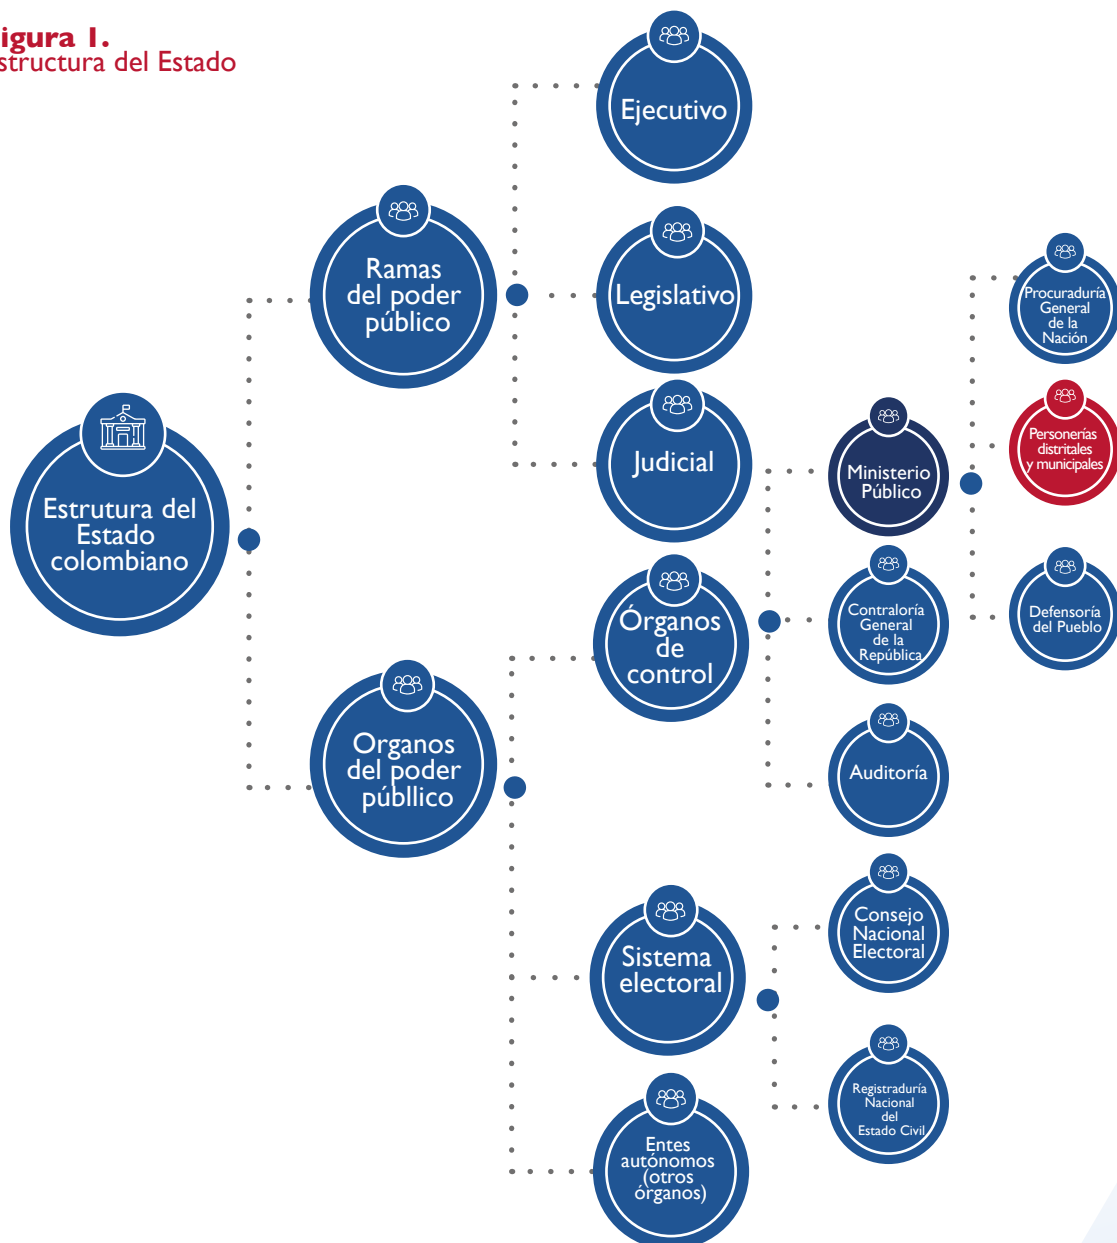 igura 1.
structura del Estado
Ejecutivo
Ramas
del poder
público
Legislativo
Judicial
Estrutura del
Estado
colombiano
Organos
del poder
públlico
Órganos
de
control
Ministerio
Público
Procuraduría
General
de la
Nación
Personerías
distritales
y municipales
Defensoría
del Pueblo
Contraloría
General
de la
República
Auditoría
Sistema
electoral
Consejo
Nacional
Electoral
Registraduría
Nacional
del
Estado Civil
Entes
autónomos
(otros
órganos)